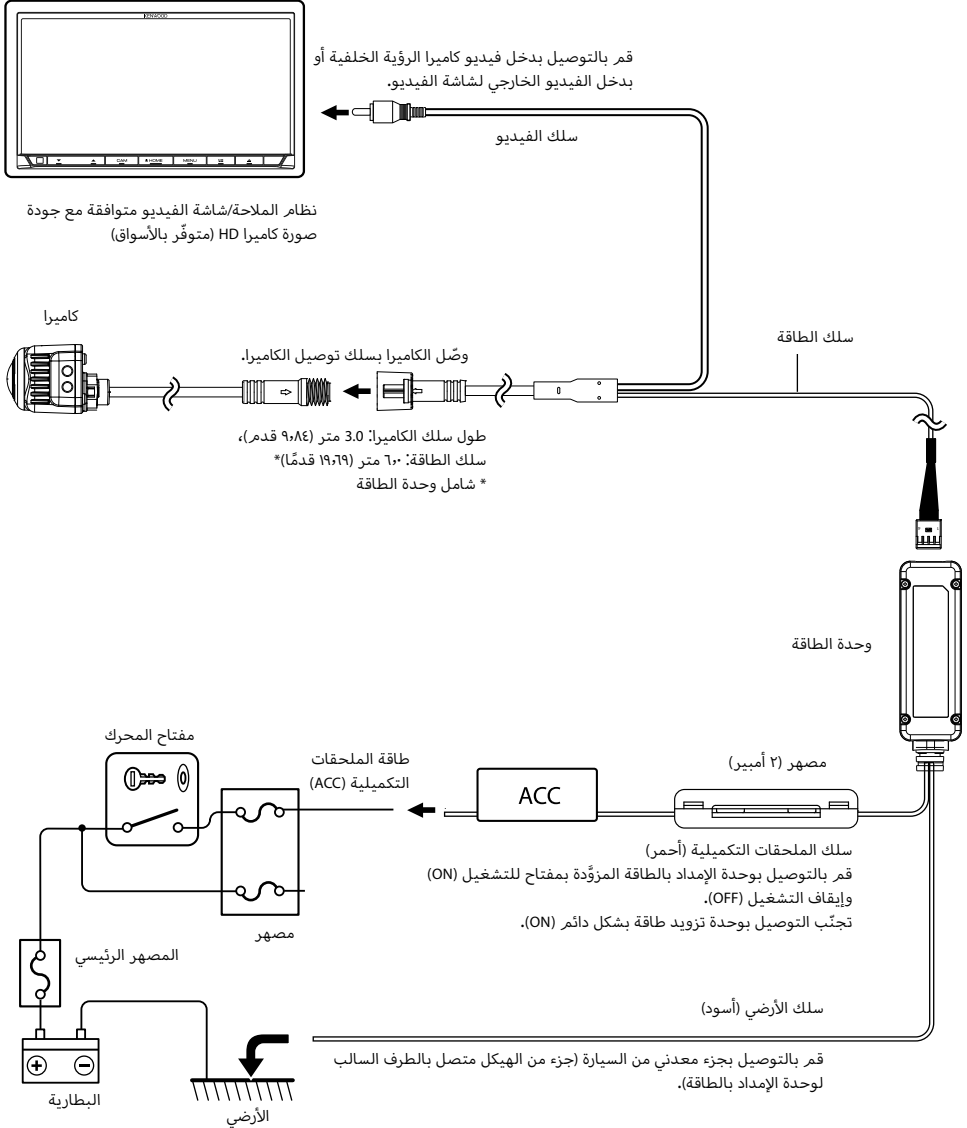 KENWOOD
قم بالتوصيل بدخل فيديو كاميرا الرؤية الخلفية أو
بدخل الفيديو الخارجي لشاشة الفيديو.
سلك الفيديو
CAM
HOME
MENU
نظام الملاحة/شاشة الفيديو متوافقة مع جودة
صورة كاميرا HD (متوفّر بالأسواق)
كاميرا
وصّل الكاميرا بسلك توصيل الكاميرا.
سلك الطاقة
طول سلك الكاميرا: 3.0 متر (٩٫٨٤ قدم)،
سلك الطاقة: ٦٫٠ متر (١٩٫٦٩ قدمًا)*
* شامل وحدة الطاقة
وحدة الطاقة
مفتاح المحرك
طاقة الملحقات
التكميلية (ACC)
ACC
مصهر (٢ أمبير)
سلك الملحقات التكميلية (أحمر)
قم بالتوصيل بوحدة الإمداد بالطاقة المزوَّدة بمفتاح للتشغيل (ON)
وإيقاف التشغيل (OFF).
تجنّب التوصيل بوحدة تزويد طاقة بشكل دائم (ON).
مصهر
المصهر الرئيسي
سلك الأرضي (أسود)
قم بالتوصيل بجزء معدني من السيارة (جزء من الهيكل متصل بالطرف السالب
لوحدة الإمداد بالطاقة).
البطارية
الأرضي